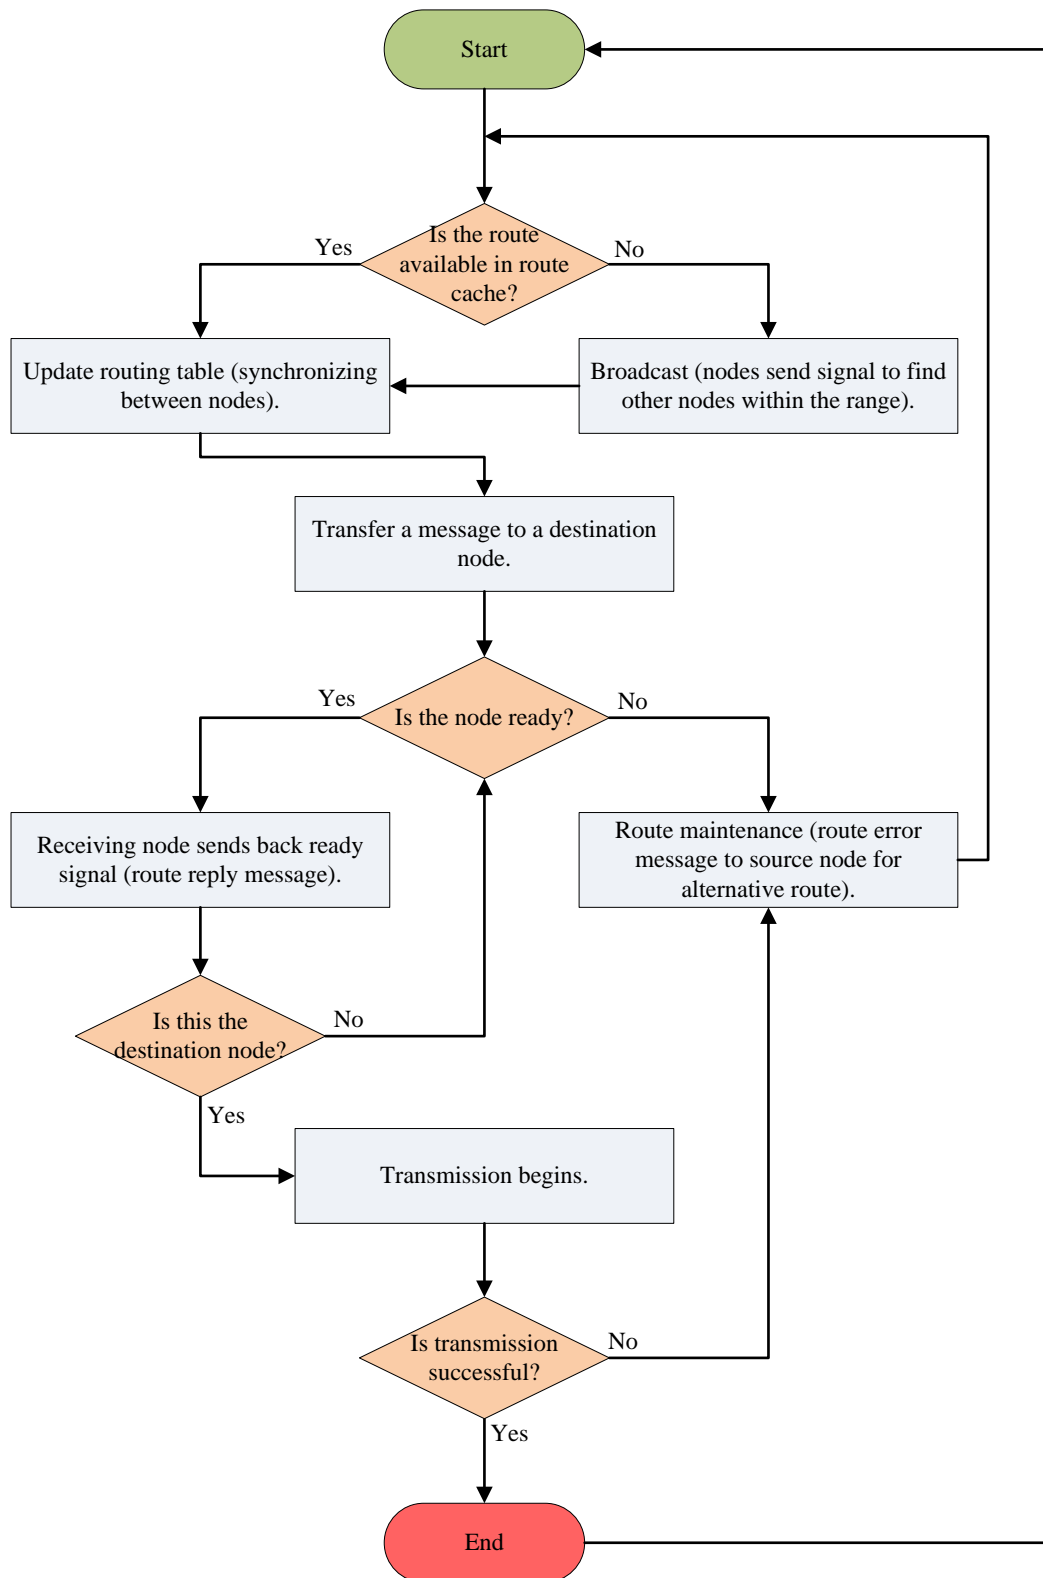 Start
Is the route
available in route
cache?
Yes
No
Update routing table (synchronizing
between nodes).
Broadcast (nodes send signal to find
other nodes within the range).
Transfer a message to a destination
node.
Is the node ready?
Yes
No
Receiving node sends back ready
signal (route reply message).
Route maintenance (route error
message to source node for
alternative route).
Is this the
destination node?
No
Yes
Transmission begins.
Is transmission
successful?
No
Yes
End